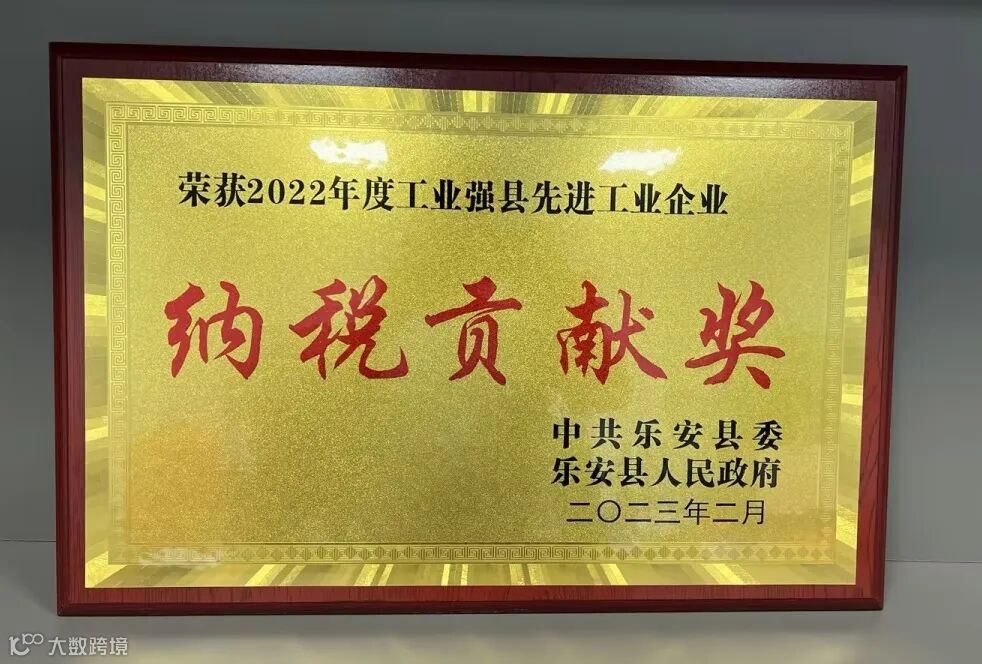 荣获2022年度工业强县先进工业企业
纳税贡献奖
中共乐安县委
乐安县人民政府
二〇二三年二月
大数跨境